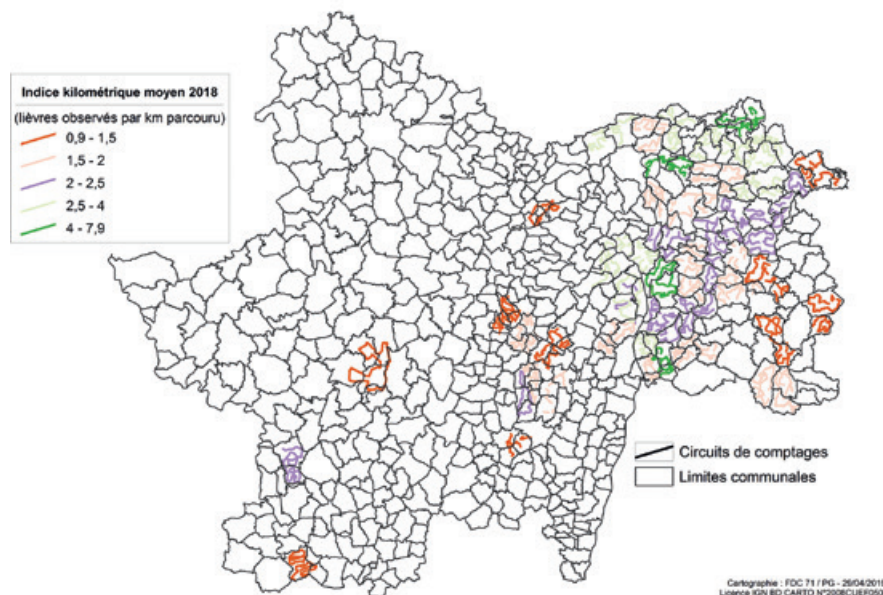 Indice kilométrique moyen 2018
(lièvres observés par km parcouru)
0,9 - 1,5
1,5 - 2
2 - 2,5
2,5 - 4
4 - 7,9
Circuits de comptages
Limites communales
Cartographie : FDC 71 / PG - 26/04/2019
Licence IGN BD CARTO